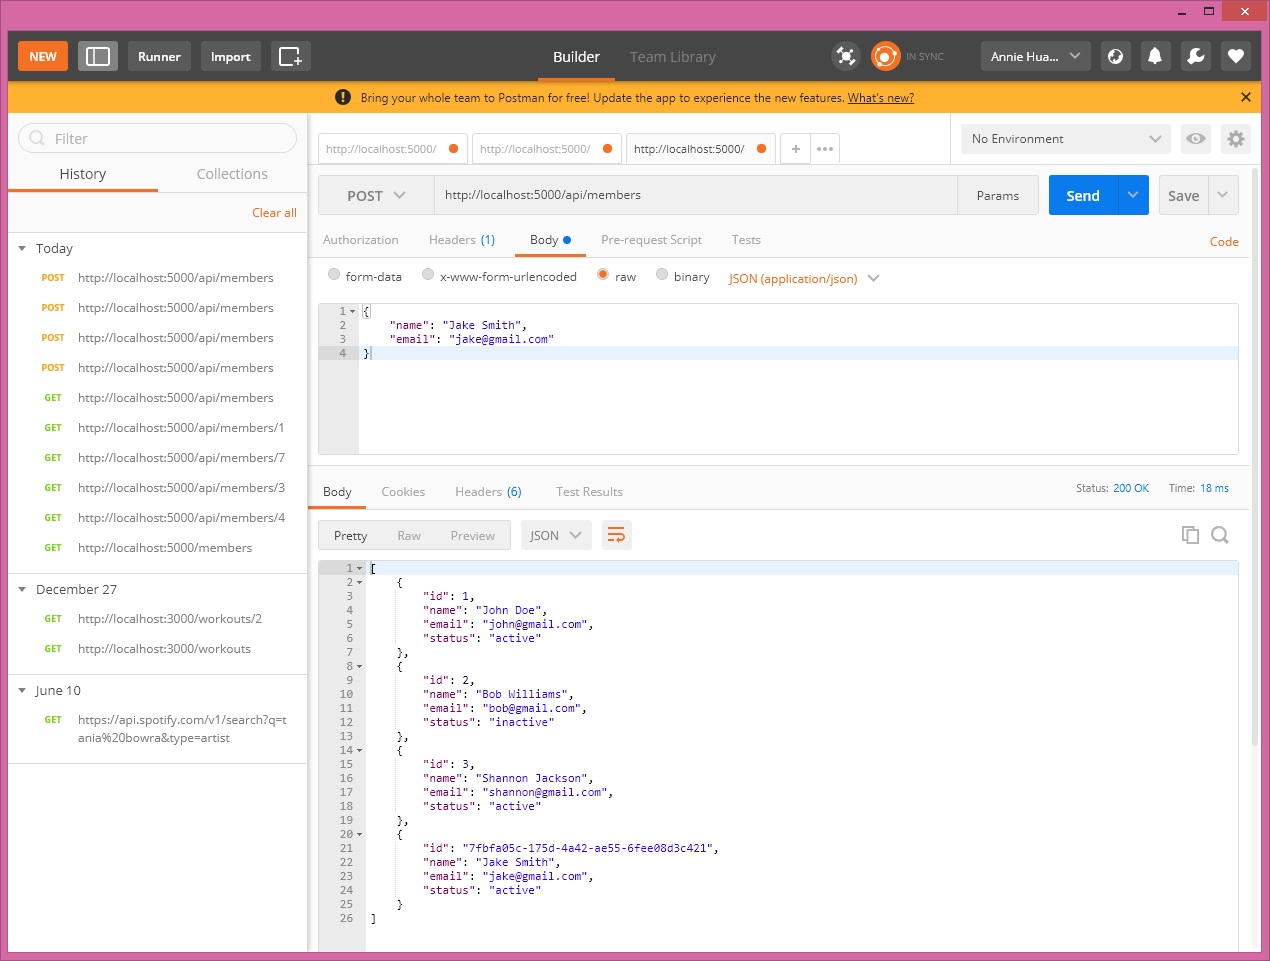 NEW
Runner
Import
Builder
Team Library
IN SYNC
Annie Hua...
Bring your whole team to Postman for free! Update the app to experience the new features. What's new?
Filter
History
Collections
Clear all
Today
POST http://localhost:5000/api/members
POST http://localhost:5000/api/members
POST http://localhost:5000/api/members
POST http://localhost:5000/api/members
GET http://localhost:5000/api/members
GET http://localhost:5000/api/members/1
GET http://localhost:5000/api/members/7
GET http://localhost:5000/api/members/3
GET http://localhost:5000/api/members/4
GET http://localhost:5000/members
December 27
GET http://localhost:3000/workouts/2
GET http://localhost:3000/workouts
June 10
GET https://api.spotify.com/v1/search?q=t
ania%20bowra&type=artist
http://localhost:5000/
http://localhost:5000/
http://localhost:5000/
No Environment
POST
http://localhost:5000/api/members
Params
Send
Save
Authorization
Headers (1)
Body
Pre-request Script
Tests
Code
form-data
x-www-form-urlencoded
raw
binary
JSON (application/json)
1 {
2 "name": "Jake Smith",
3 "email": "jake@gmail.com"
4 }
Body
Cookies
Headers (6)
Test Results
Status: 200 OK
Time: 18 ms
Pretty
Raw
Preview
JSON
1 [
2 {
3 "id": 1,
4 "name": "John Doe",
5 "email": "john@gmail.com",
6 "status": "active"
7 },
8 {
9 "id": 2,
10 "name": "Bob Williams",
11 "email": "bob@gmail.com",
12 "status": "inactive"
13 },
14 {
15 "id": 3,
16 "name": "Shannon Jackson",
17 "email": "shannon@gmail.com",
18 "status": "active"
19 },
20 {
21 "id": "7fbfa05c-175d-4a42-ae55-6fee08d3c421",
22 "name": "Jake Smith",
23 "email": "jake@gmail.com",
24 "status": "active"
25 }
26 ]